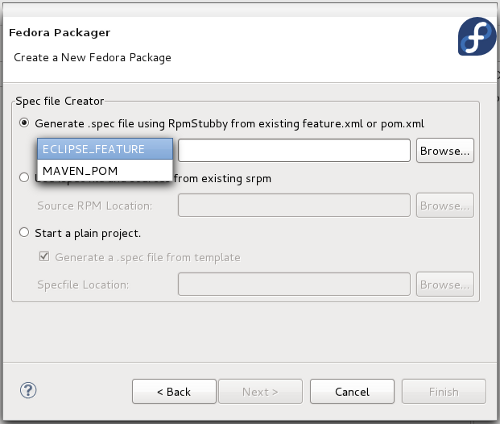 Fedora Packager
Create a New Fedora Package
Spec file Creator
Generate .spec file using RpmStubby from existing feature.xml or pom.xml
ECLIPSE_FEATURE
Browse...
MAVEN_POM
from existing srpm
Source RPM Location:
Browse...
Start a plain project.
Generate a .spec file from template
Specfile Location:
Browse...
?
< Back
Next >
Cancel
Finish